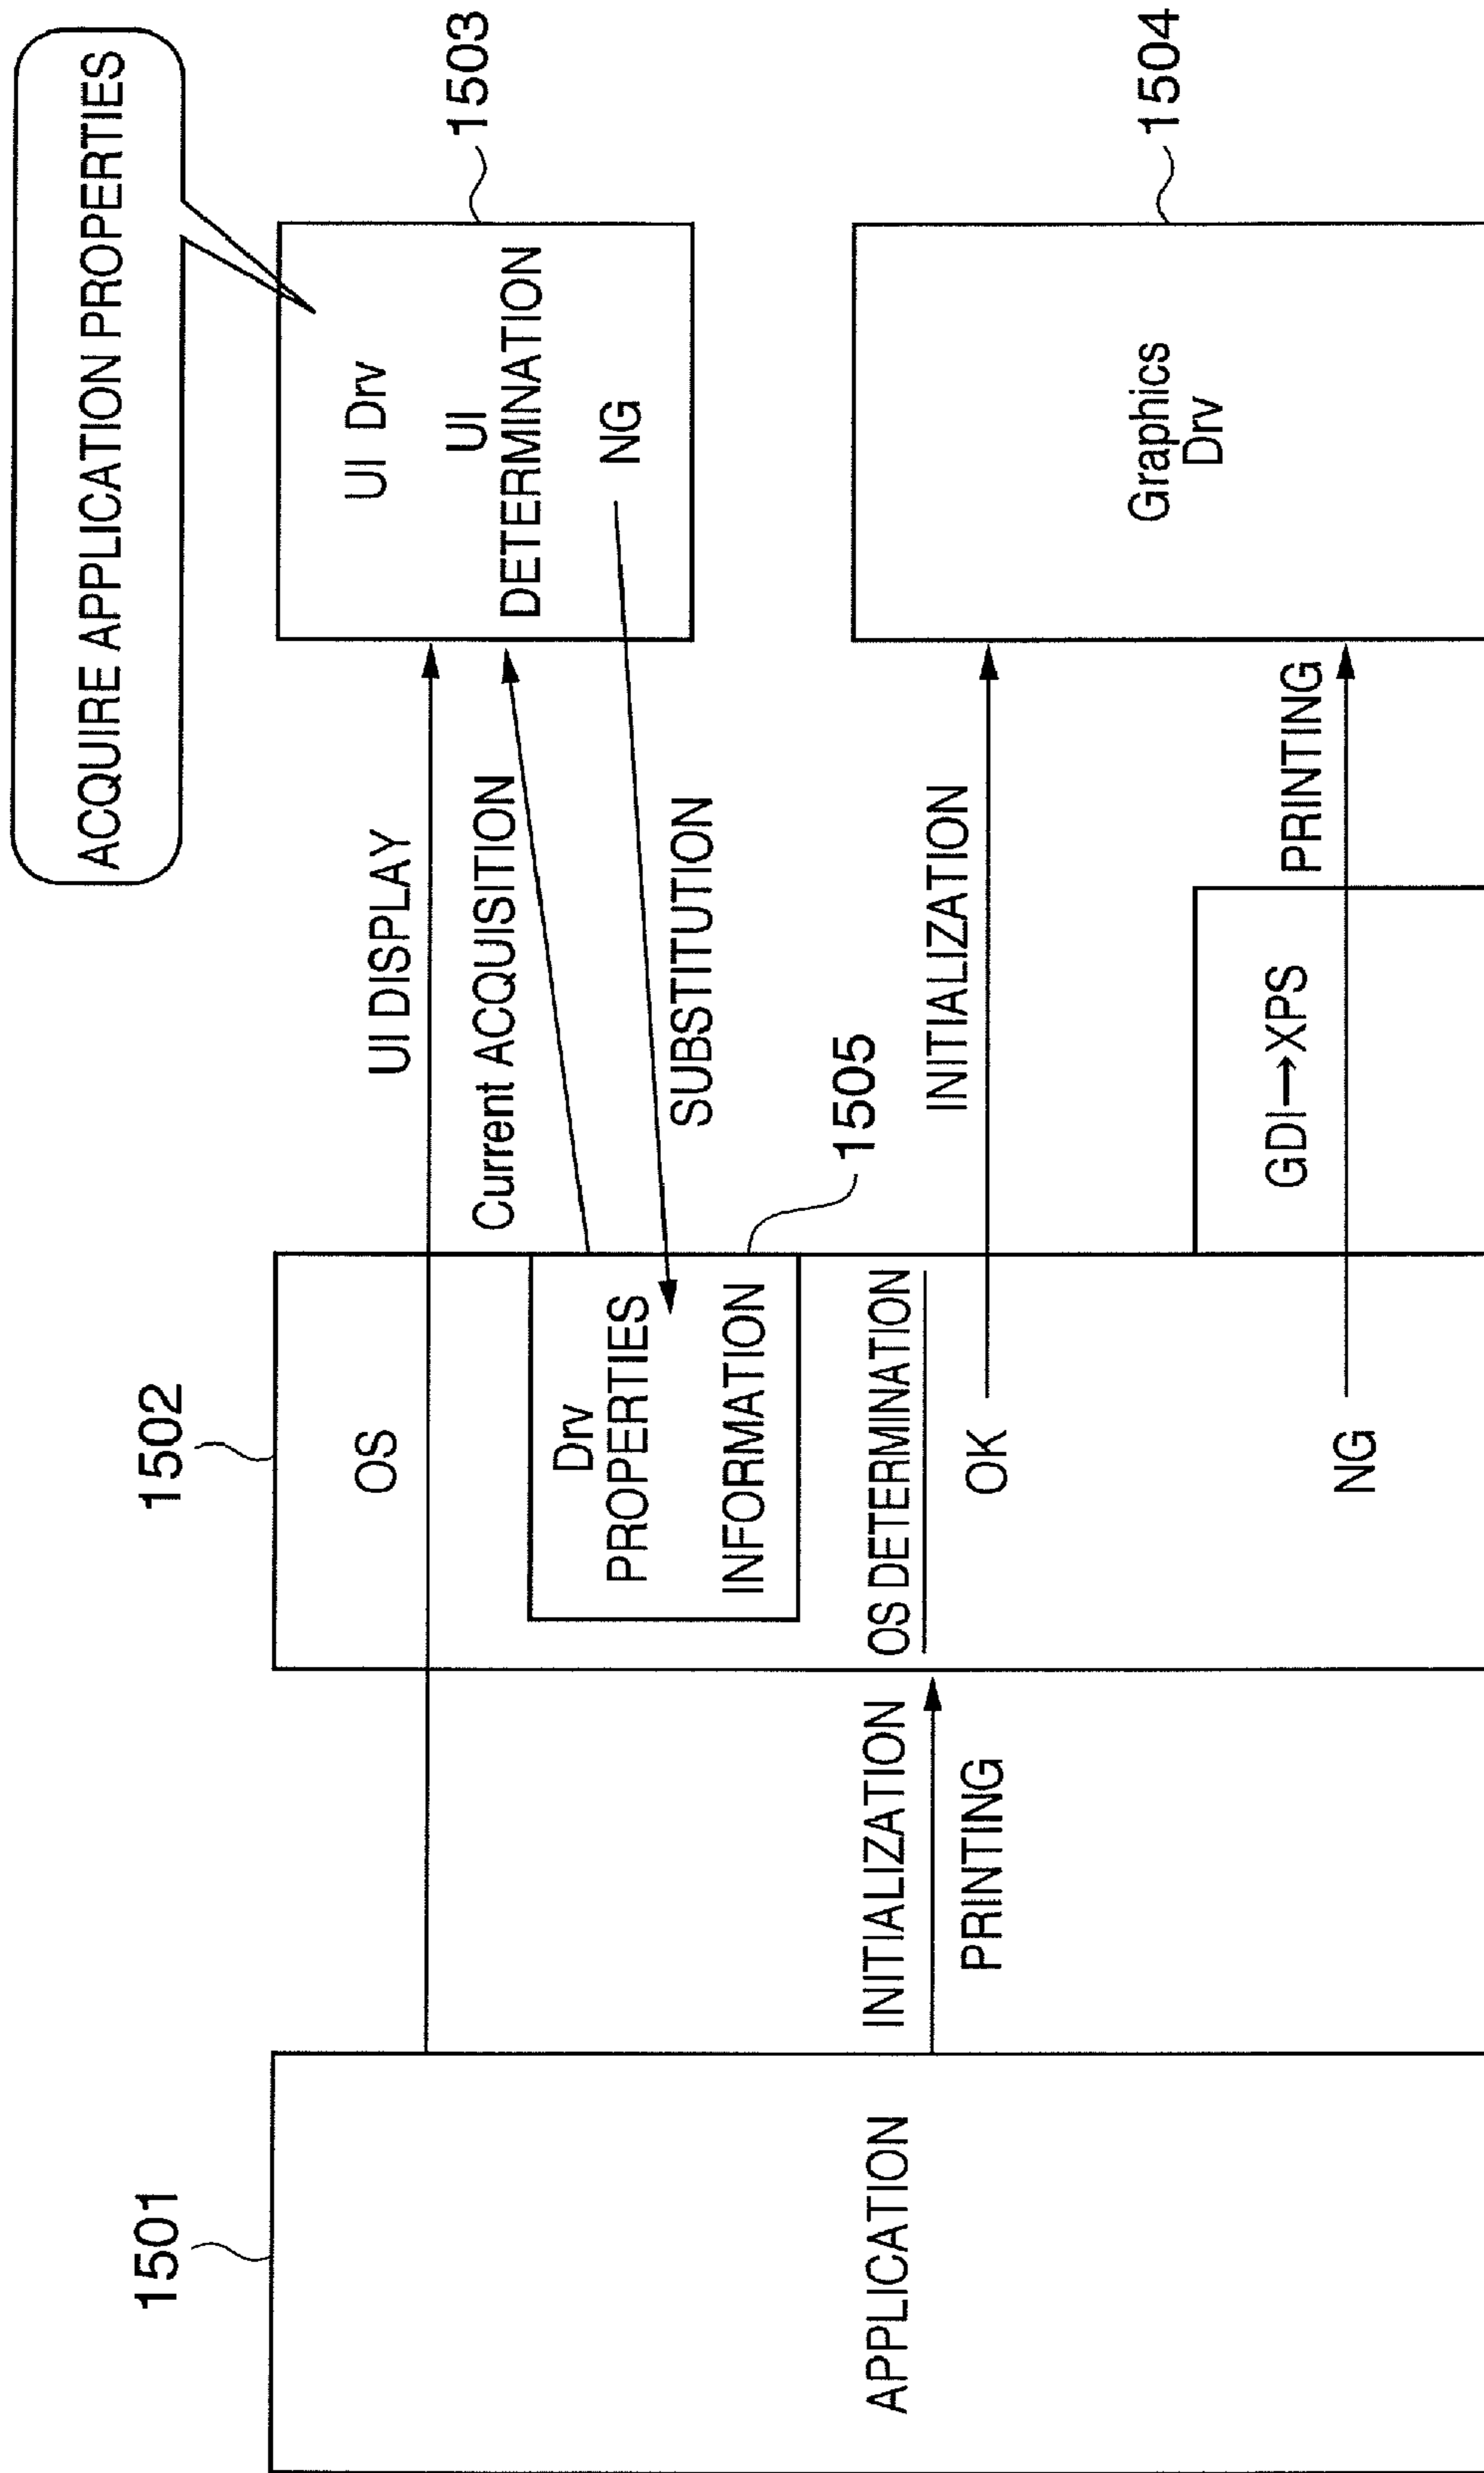 ACQUIRE APPLICATION PROPERTIES
1501
1502
1503
APPLICATION
OS
UI DISPLAY
UI Drv
Current ACQUISITION
UI
DETERMINATION
NG
Drv
PROPERTIES
INFORMATION
SUBSTITUTION
1505
1504
INITIALIZATION
PRINTING
OS DETERMINATION
OK
INITIALIZATION
Graphics
Drv
NG
GDI→XPS
PRINTING